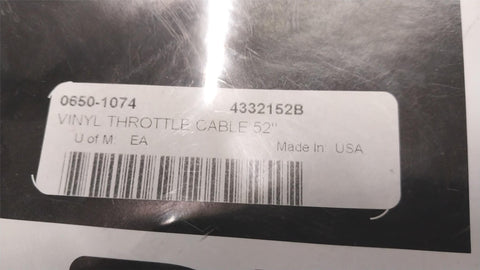 0650-1074 4332152B
VINYL THROTTLE CABLE 52"
U of M: EA Made In: USA